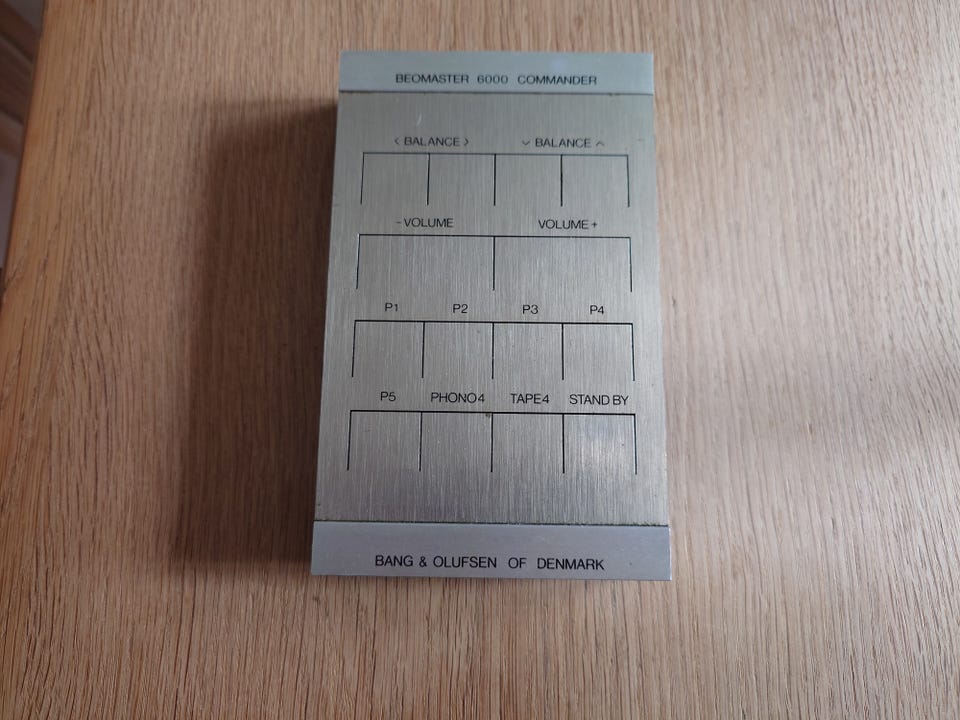 BEOMASTER 6000 COMMANDER
< BALANCE > ∨ BALANCE ∧
- VOLUME VOLUME +
P1 P2 P3 P4
P5 PHONO4 TAPE4 STAND BY
BANG & OLUFSEN OF DENMARK